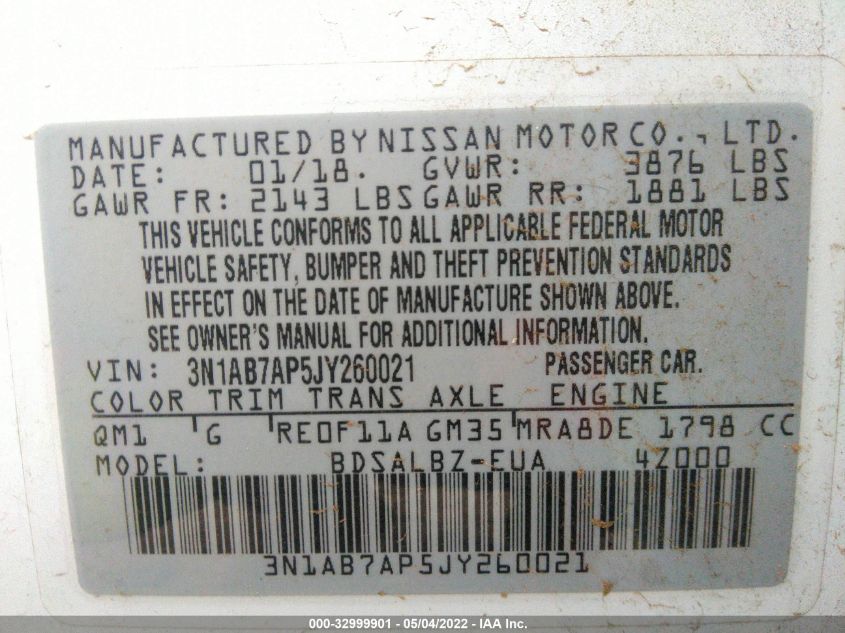 MANUFACTURED BY NISSAN MOTOR CO., LTD.
DATE: 01/18. GVWR: 3876 LBS
GAWR FR: 2143 LBS GAWR RR: 1881 LBS
THIS VEHICLE CONFORMS TO ALL APPLICABLE FEDERAL MOTOR
VEHICLE SAFETY, BUMPER AND THEFT PREVENTION STANDARDS
IN EFFECT ON THE DATE OF MANUFACTURE SHOWN ABOVE.
SEE OWNER'S MANUAL FOR ADDITIONAL INFORMATION.
VIN: 3N1AB7AP5JY260021 PASSENGER CAR.
COLOR TRIM TRANS AXLE ENGINE
QM1 G RE0F11A GM35 MRA8DE 1798 CC
MODEL: BDSALBZ-EUA 4Z000
3N1AB7AP5JY260021
000-32999901 - 05/04/2022 - IAA, Inc.